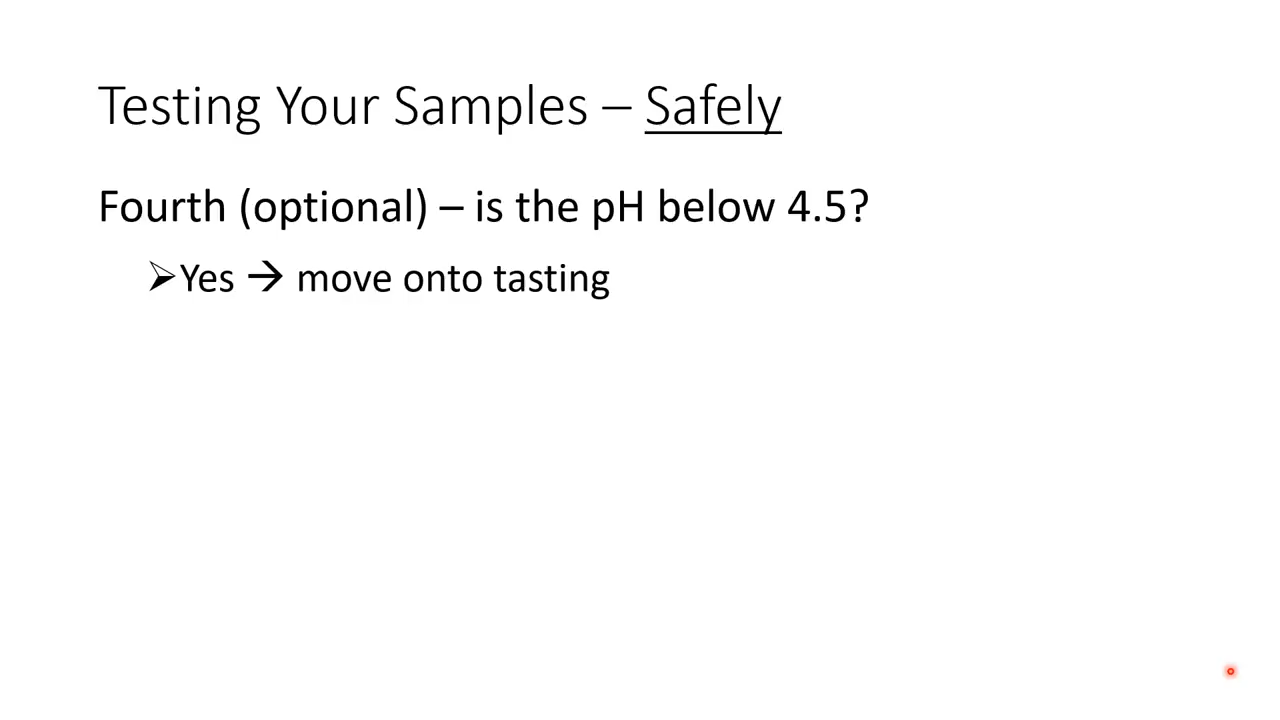 Testing Your Samples – Safely
Fourth (optional) – is the pH below 4.5?
➢Yes → move onto tasting